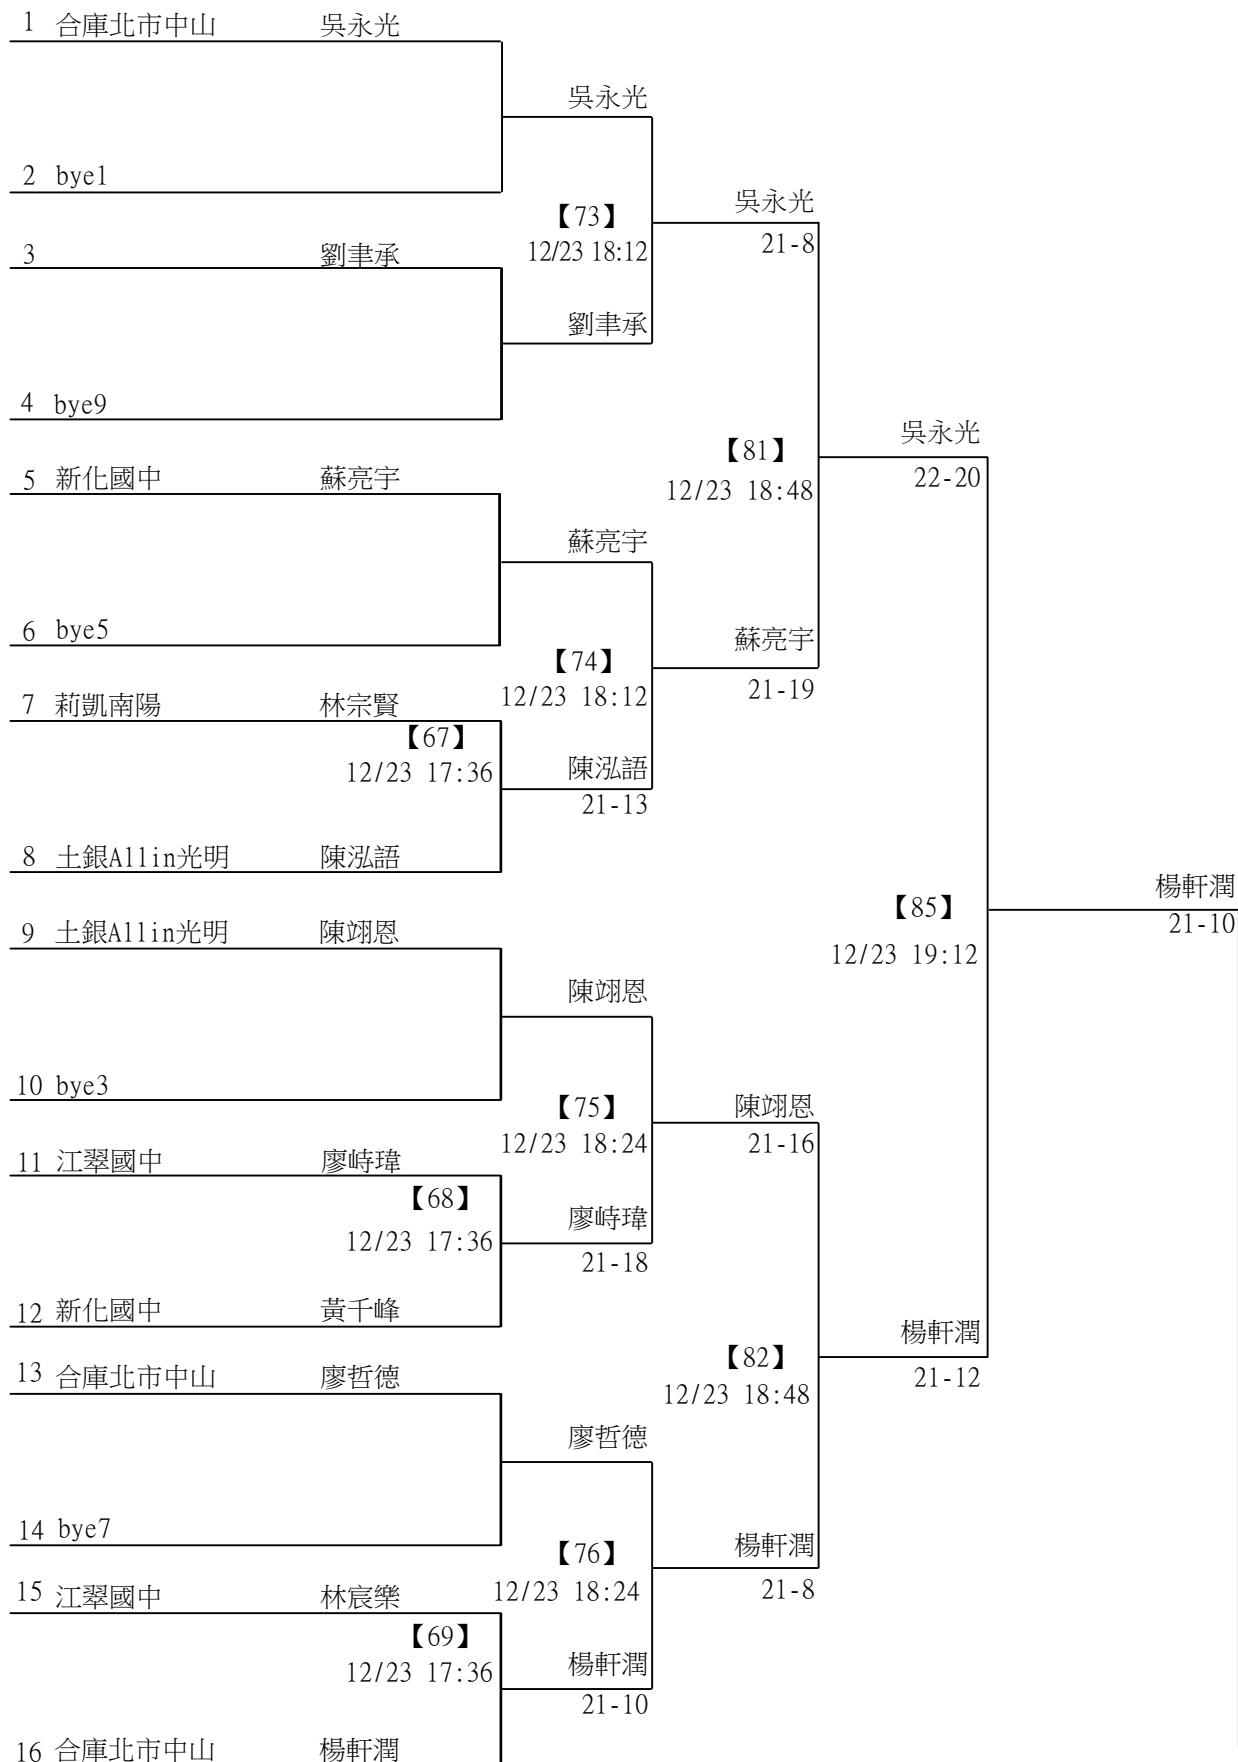 1 合庫北市中山 吳永光
吳永光
2 bye1
吳永光
【73】
21-8
3 劉聿承 12/23 18:12
劉聿承
4 bye9
吳永光
【81】
5 新化國中 蘇亮宇 22-20
12/23 18:48
蘇亮宇
6 bye5
蘇亮宇
【74】
21-19
7 莉凱南陽 林宗賢 12/23 18:12
【67】
12/23 17:36 陳泓語
21-13
8 土銀Allin光明 陳泓語
楊軒潤
【85】
21-10
9 土銀Allin光明 陳翊恩
12/23 19:12
陳翊恩
10 bye3
【75】 陳翊恩
12/23 18:24 21-16
11 江翠國中 廖峙瑋
【68】
廖峙瑋
12/23 17:36
21-18
12 新化國中 黃千峰
楊軒潤
【82】
13 合庫北市中山 廖哲德 21-12
12/23 18:48
廖哲德
14 bye7
楊軒潤
【76】
21-8
15 江翠國中 林宸樂 12/23 18:24
【69】
楊軒潤
12/23 17:36
21-10
16 合庫北市中山 楊軒潤